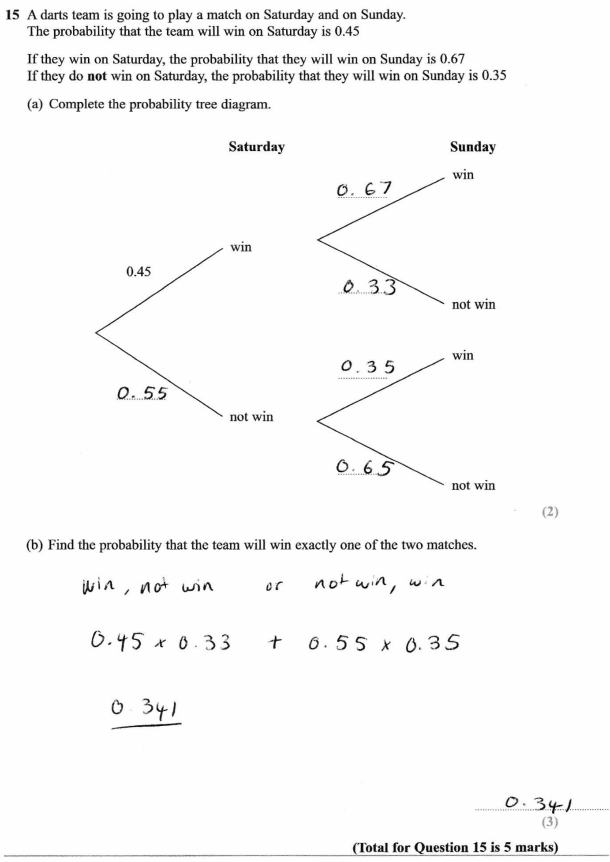 15 A darts team is going to play a match on Saturday and on Sunday.
The probability that the team will win on Saturday is 0.45
If they win on Saturday, the probability that they will win on Sunday is 0.67
If they do not win on Saturday, the probability that they will win on Sunday is 0.35
(a) Complete the probability tree diagram.
Saturday Sunday
win
0.67
win
0.45
0.33
not win
win
0.35
0.55
not win
0.65
not win
(2)
(b) Find the probability that the team will win exactly one of the two matches.
win, not win or not win, win
0.45 x 0.33 + 0.55 x 0.35
0 341
0.341
(3)
(Total for Question 15 is 5 marks)